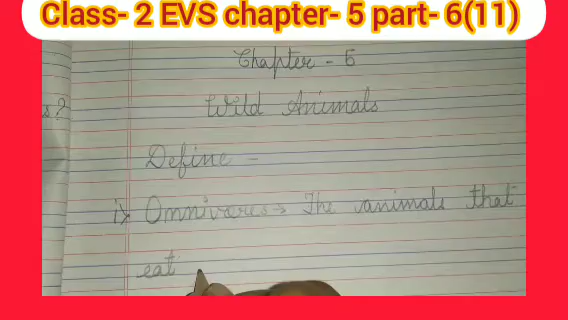 Class- 2 EVS chapter- 5 part- 6(11)
Chapter - 5
s?
Wild Animals
Define -
i> Omnivores → The animals that
eat